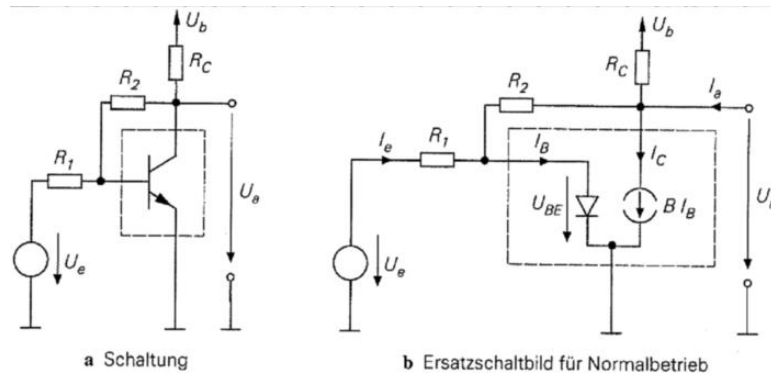 U_b
R_C
R_2
R_1
U_a
U_e
a Schaltung
U_b
R_C
R_2
I_a
I_e
R_1
I_B
I_C
U_BE
B I_B
U_e
b Ersatzschaltbild für Normalbetrieb